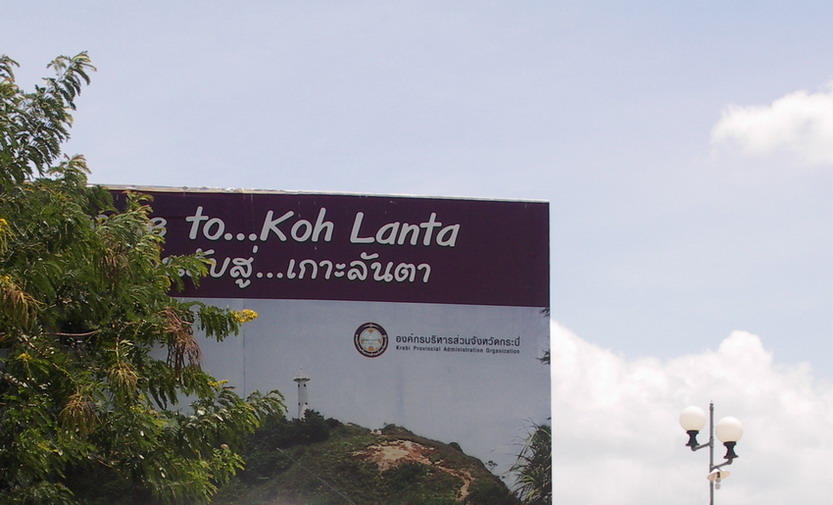 to...Koh Lanta
สู่...เกาะลันตา
องค์การบริหารส่วนจังหวัดกระบี่
Krabi Provincial Administration Organization